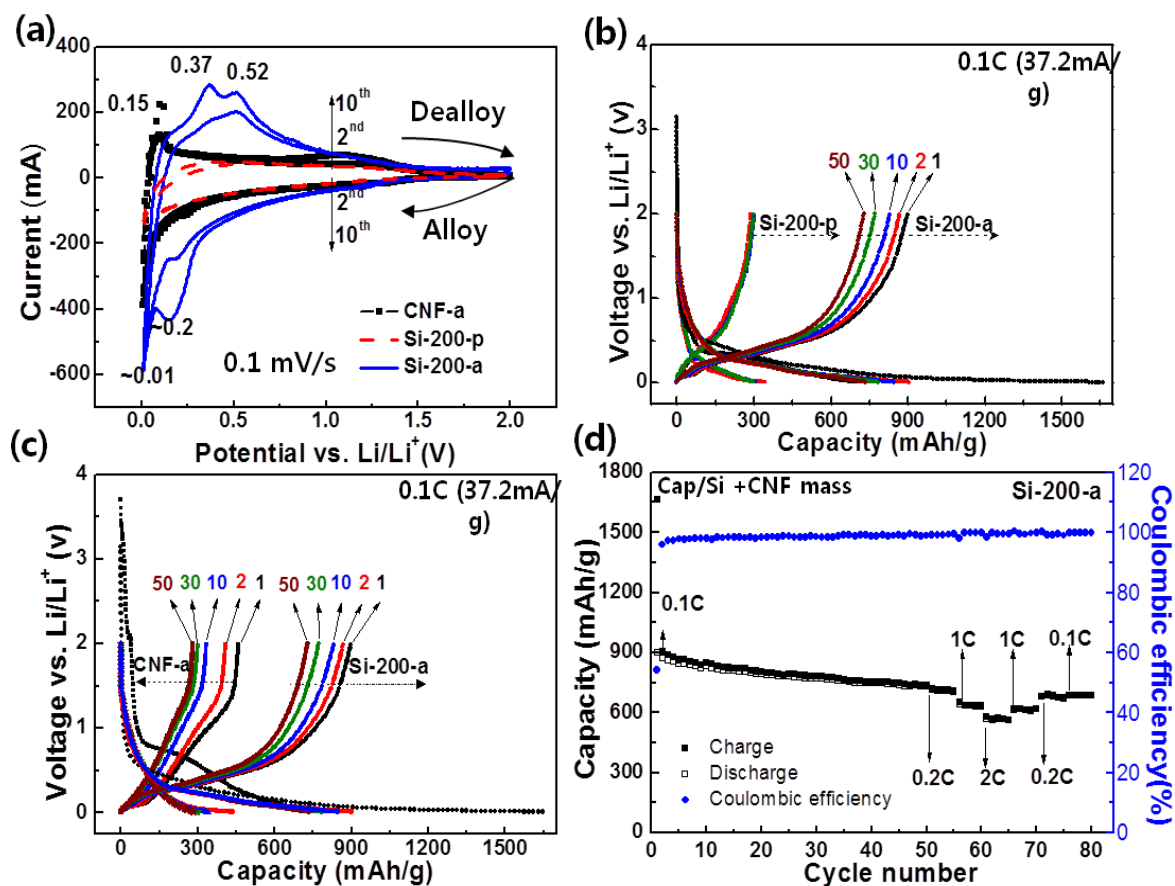 (a)
400
200
0
-200
-400
-600
0.15
0.37
0.52
10th
2nd
Dealloy
2nd
10th
Alloy
~0.2
~0.01
0.1 mV/s
CNF-a
Si-200-p
Si-200-a
0.0
0.5
1.0
1.5
2.0
Current (mA)
Potential vs. Li/Li+(V)
(b)
0.1C (37.2mA/
g)
4
3
2
1
0
50 30 10 2 1
Si-200-p
Si-200-a
0
300
600
900
1200
1500
Voltage vs. Li/Li+ (v)
Capacity (mAh/g)
(c)
0.1C (37.2mA/
g)
4
3
2
1
0
50 30 10 2 1
50 30 10 2 1
CNF-a
Si-200-a
0
300
600
900
1200
1500
Voltage vs. Li/Li+ (v)
Capacity (mAh/g)
(d)
1800
1500
1200
900
600
300
0
Cap/Si +CNF mass
Si-200-a
0.1C
1C
1C
0.1C
0.2C
2C
0.2C
Charge
Discharge
Coulombic efficiency
120
100
80
60
40
20
0
0
10
20
30
40
50
60
70
80
Capacity (mAh/g)
Coulombic efficiency(%)
Cycle number